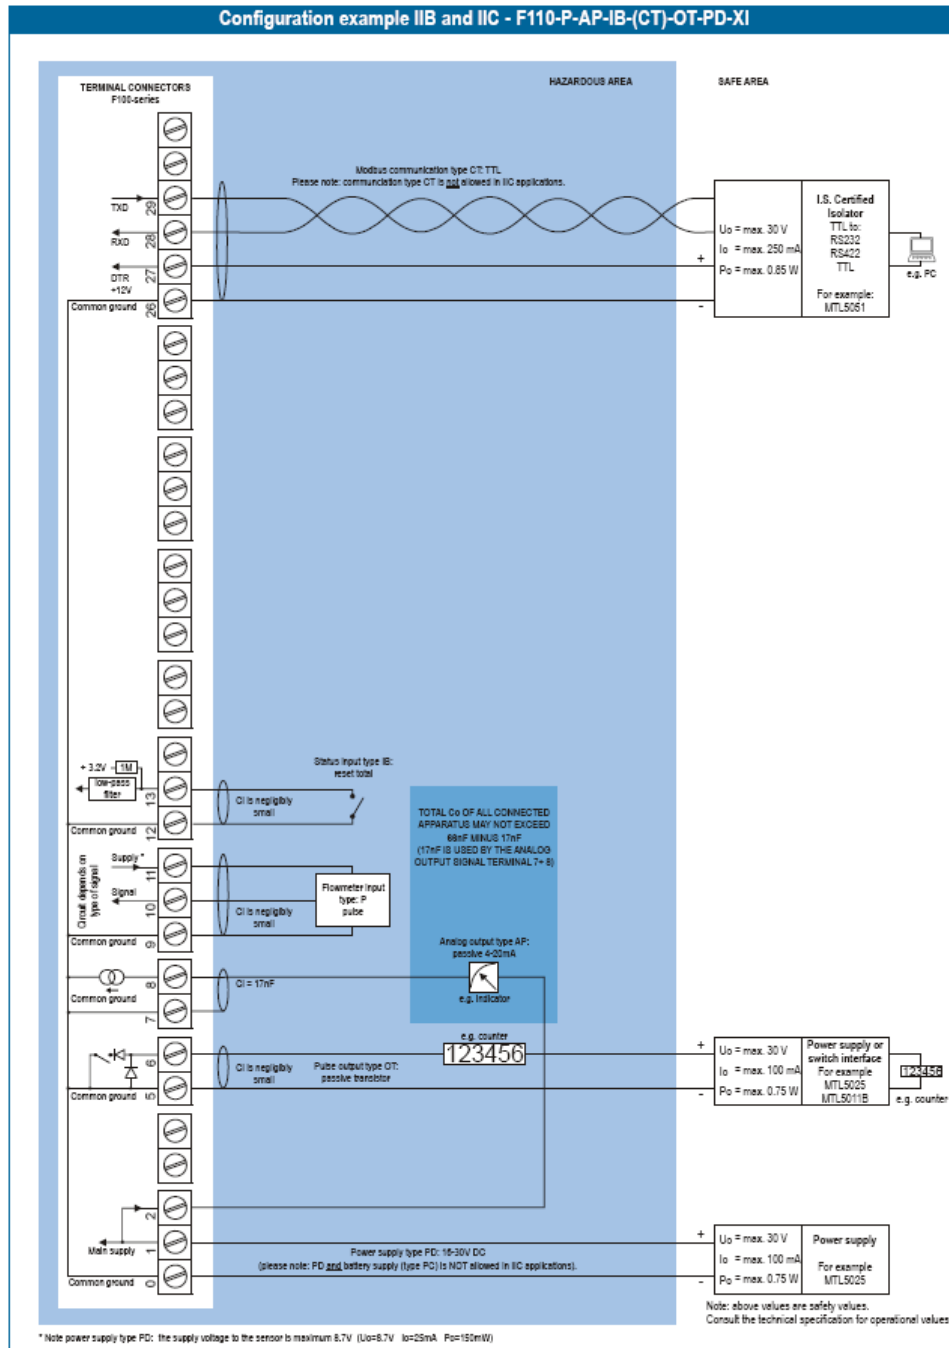 Configuration example IIB and IIC - F110-P-AP-IB-(CT)-OT-PD-XI
TERMINAL CONNECTORS
F100-series
HAZARDOUS AREA
SAFE AREA
Modbus communication type CT: TTL
Please note: communciation type CT is not allowed in IIC applications.
TXD
29
RXD
28
DTR
+12V
27
Common ground
26
+
-
Uo = max. 30 V
Io = max. 250 mA
Po = max. 0.85 W
I.S. Certified
Isolator
TTL to:
RS232
RS422
TTL
For example:
MTL5051
e.g. PC
+ 3.2V
1M
low-pass
filter
13
Common ground
12
CI is negligibly
small
Status input type IB:
reset total
Circuit depends on
type of signal
Supply *
11
Signal
10
Common ground
9
CI is negligibly
small
Flowmeter input
type: P
pulse
TOTAL Co OF ALL CONNECTED
APPARATUS MAY NOT EXCEED
66nF MINUS 17nF
(17nF IS USED BY THE ANALOG
OUTPUT SIGNAL TERMINAL 7+ 8)
Analog output type AP:
passive 4-20mA
e.g. indicator
8
Common ground
7
CI = 17nF
6
Common ground
5
CI is negligibly
small
Pulse output type OT:
passive transistor
e.g. counter
123456
+
-
Uo = max. 30 V
Io = max. 100 mA
Po = max. 0.75 W
Power supply or
switch interface
For example
MTL5025
MTL5011B
123456
e.g. counter
2
Main supply
1
Common ground
0
Power supply type PD: 16-30V DC
(please note: PD and battery supply (type PC) is NOT allowed in IIC applications).
+
-
Uo = max. 30 V
Io = max. 100 mA
Po = max. 0.75 W
Power supply
For example
MTL5025
Note: above values are safety values.
Consult the technical specification for operational values
* Note power supply type PD: the supply voltage to the sensor is maximum 8.7V (Uo=8.7V Io=25mA Po=150mW)